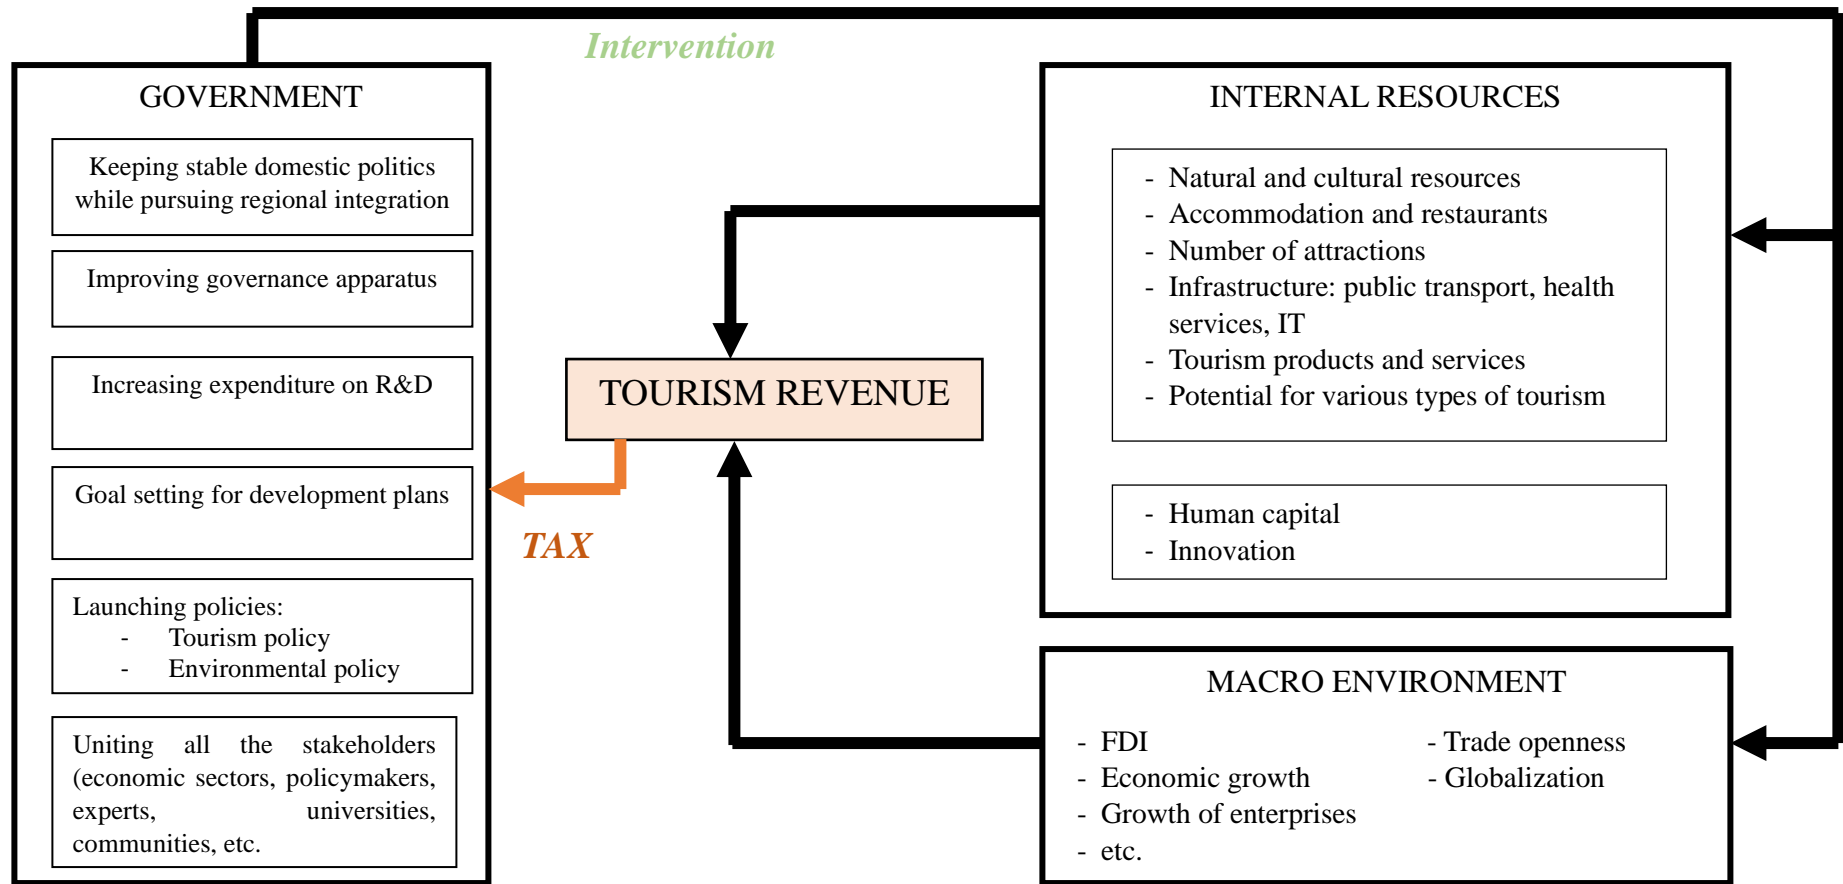 Intervention
GOVERNMENT
Keeping stable domestic politics
while pursuing regional integration
Improving governance apparatus
Increasing expenditure on R&D
Goal setting for development plans
Launching policies:
- Tourism policy
- Environmental policy
Uniting all the stakeholders
(economic sectors, policymakers,
experts, universities,
communities, etc.
TOURISM REVENUE
TAX
INTERNAL RESOURCES
- Natural and cultural resources
- Accommodation and restaurants
- Number of attractions
- Infrastructure: public transport, health
services, IT
- Tourism products and services
- Potential for various types of tourism
- Human capital
- Innovation
MACRO ENVIRONMENT
- FDI
- Economic growth
- Growth of enterprises
- etc.
- Trade openness
- Globalization